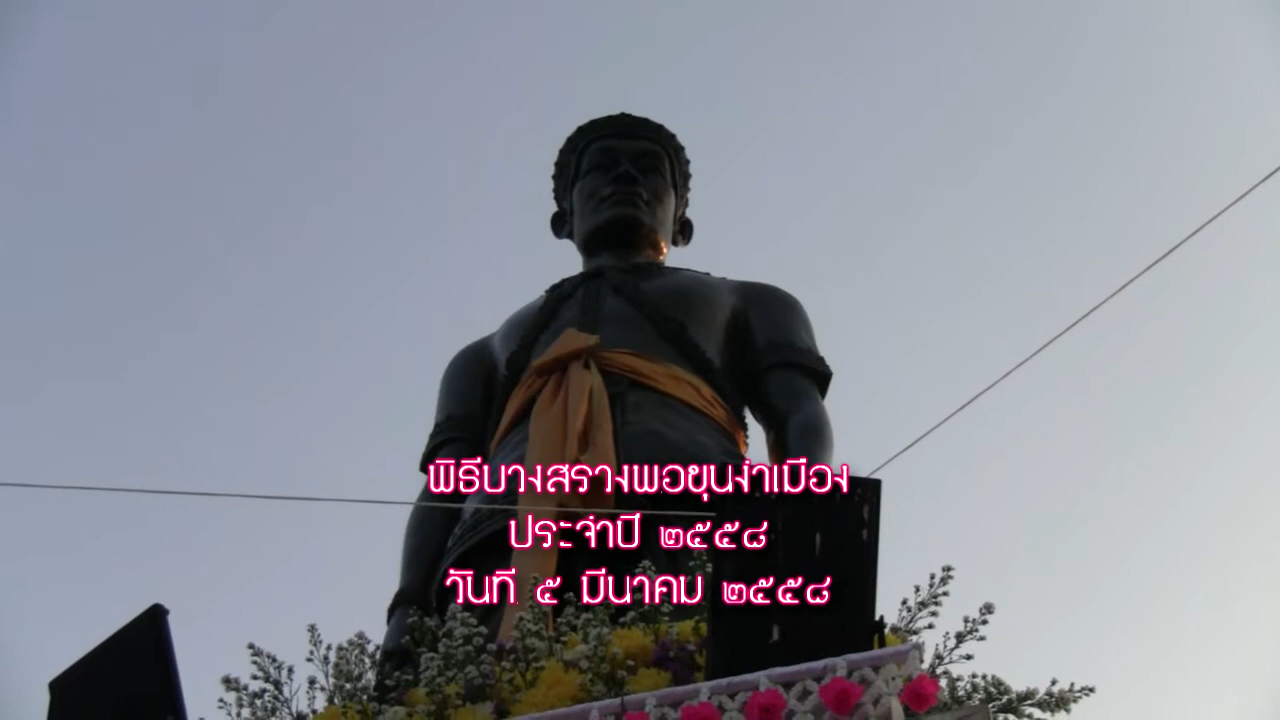 พิธีบวงสรวงพ่อขุนงำเมือง
ประจำปี ๒๕๕๘
วันที่ ๕ มีนาคม ๒๕๕๘